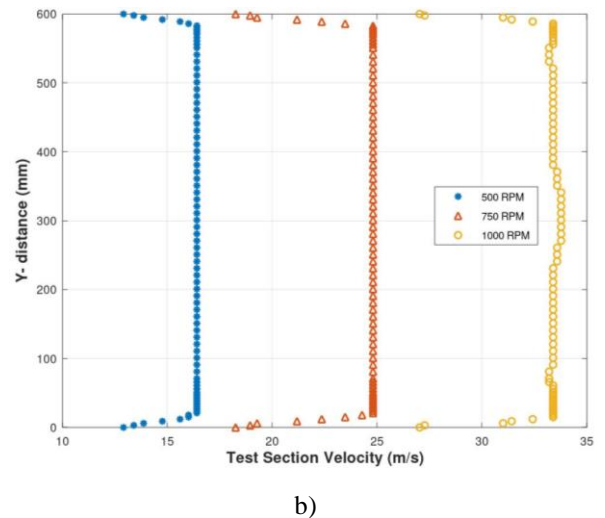 600
500
400
300
200
100
0
Y- distance (mm)
500 RPM
750 RPM
1000 RPM
10 15 20 25 30 35
Test Section Velocity (m/s)
b)